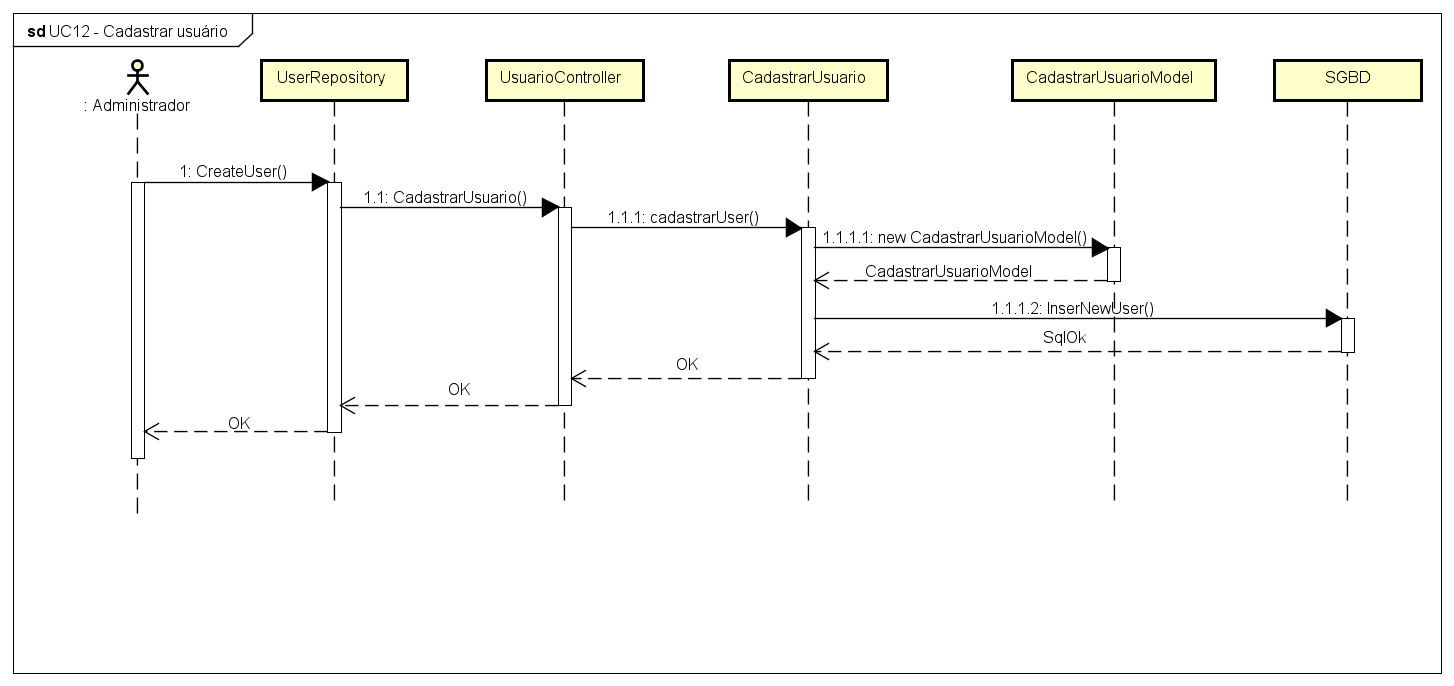 sd UC12 - Cadastrar usuário
: Administrador
UserRepository
UsuarioController
CadastrarUsuario
CadastrarUsuarioModel
SGBD
1: CreateUser()
1.1: CadastrarUsuario()
1.1.1: cadastrarUser()
1.1.1.1: new CadastrarUsuarioModel()
CadastrarUsuarioModel
1.1.1.2: InserNewUser()
SqlOk
OK
OK
OK